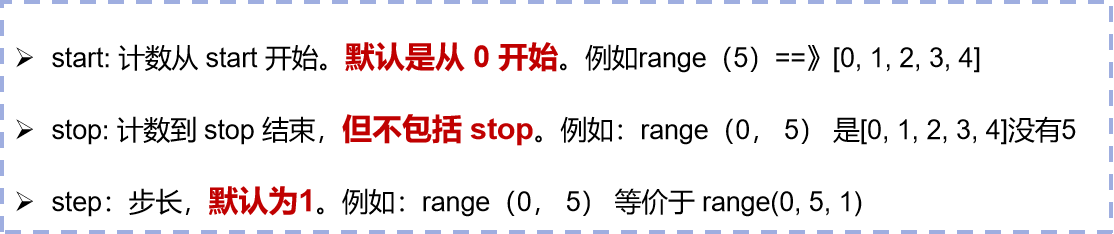 ➢ start: 计数从 start 开始。默认是从 0 开始。例如range（5）==》[0, 1, 2, 3, 4]
➢ stop: 计数到 stop 结束，但不包括 stop。例如：range（0， 5） 是[0, 1, 2, 3, 4]没有5
➢ step：步长，默认为1。例如：range（0， 5） 等价于 range(0, 5, 1)